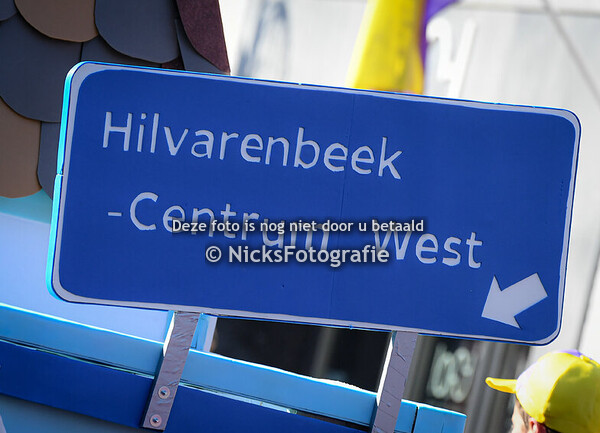 Hilvarenbeek
-Centrum West
Deze foto is nog niet door u betaald
© NicksFotografie